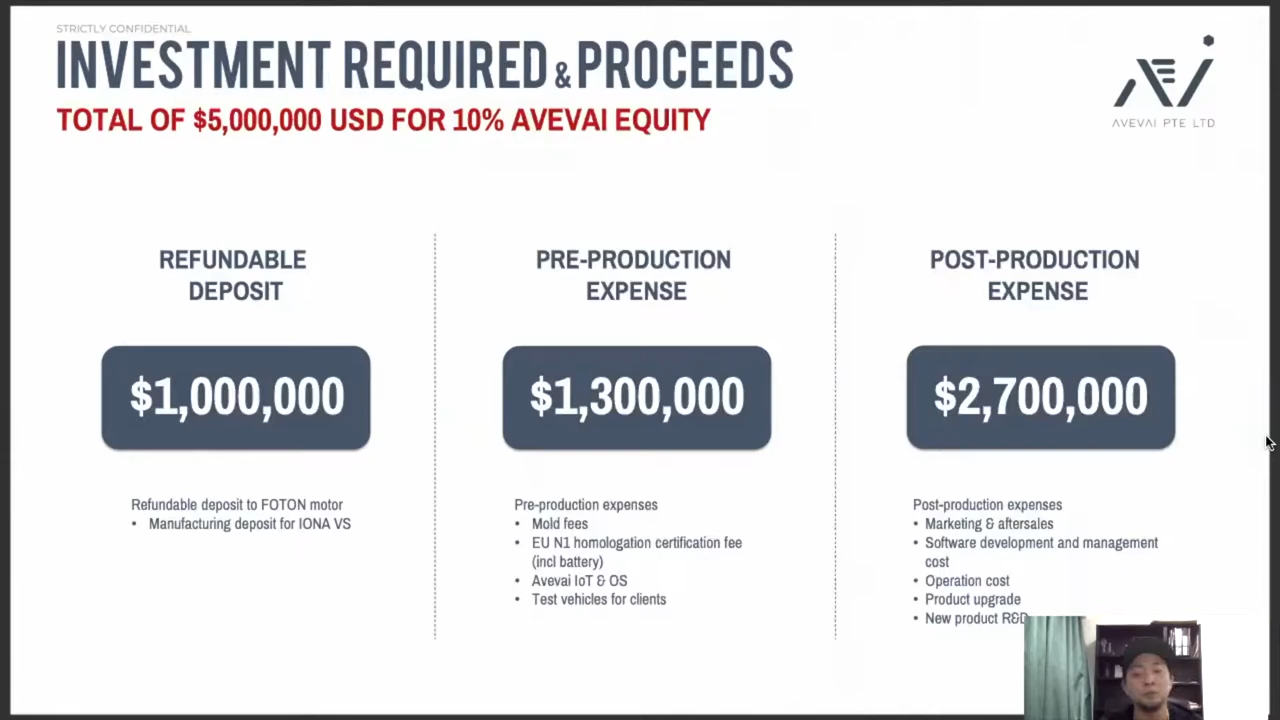 STRICTLY CONFIDENTIAL
INVESTMENT REQUIRED & PROCEEDS
TOTAL OF $5,000,000 USD FOR 10% AVEVAI EQUITY
AVEVAI PTE LTD
REFUNDABLE
DEPOSIT
$1,000,000
Refundable deposit to FOTON motor
• Manufacturing deposit for IONA VS
PRE-PRODUCTION
EXPENSE
$1,300,000
Pre-production expenses
• Mold fees
• EU N1 homologation certification fee
(incl battery)
• Avevai IoT & OS
• Test vehicles for clients
POST-PRODUCTION
EXPENSE
$2,700,000
Post-production expenses
• Marketing & aftersales
• Software development and management
cost
• Operation cost
• Product upgrade
• New product R&D